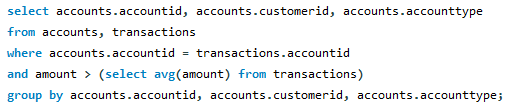 select accounts.accountid, accounts.customerid, accounts.accounttype
from accounts, transactions
where accounts.accountid = transactions.accountid
and amount > (select avg(amount) from transactions)
group by accounts.accountid, accounts.customerid, accounts.accounttype;